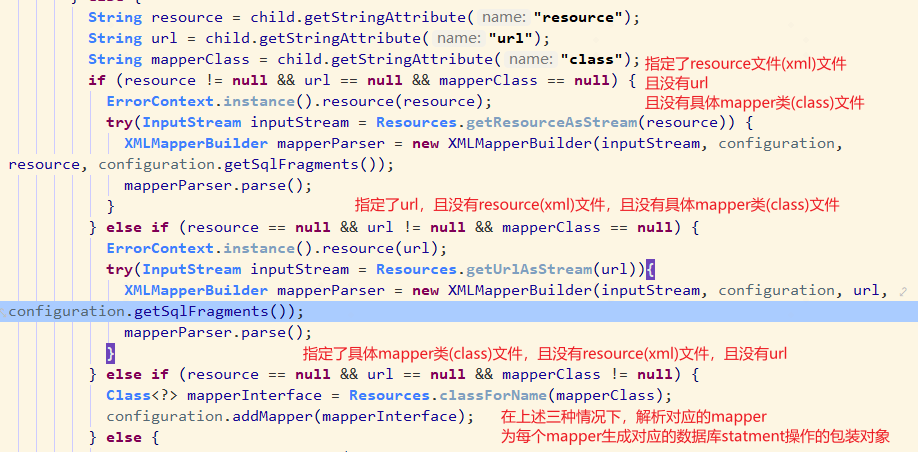 } else {
String resource = child.getStringAttribute( name: "resource");
String url = child.getStringAttribute( name: "url");
String mapperClass = child.getStringAttribute( name: "class");
指定了resource文件(xml)文件
if (resource != null && url == null && mapperClass == null) {
且没有url
ErrorContext.instance().resource(resource);
且没有具体mapper类(class)文件
try(InputStream inputStream = Resources.getResourceAsStream(resource)) {
XMLMapperBuilder mapperParser = new XMLMapperBuilder(inputStream, configuration,
resource, configuration.getSqlFragments());
mapperParser.parse();
}
指定了url，且没有resource(xml)文件，且没有具体mapper类(class)文件
} else if (resource == null && url != null && mapperClass == null) {
ErrorContext.instance().resource(url);
try(InputStream inputStream = Resources.getUrlAsStream(url)){
XMLMapperBuilder mapperParser = new XMLMapperBuilder(inputStream, configuration, url,
configuration.getSqlFragments());
mapperParser.parse();
}
指定了具体mapper类(class)文件，且没有resource(xml)文件，且没有url
} else if (resource == null && url == null && mapperClass != null) {
Class<?> mapperInterface = Resources.classForName(mapperClass);
configuration.addMapper(mapperInterface);
在上述三种情况下，解析对应的mapper
为每个mapper生成对应的数据库statment操作的包装对象
} else {